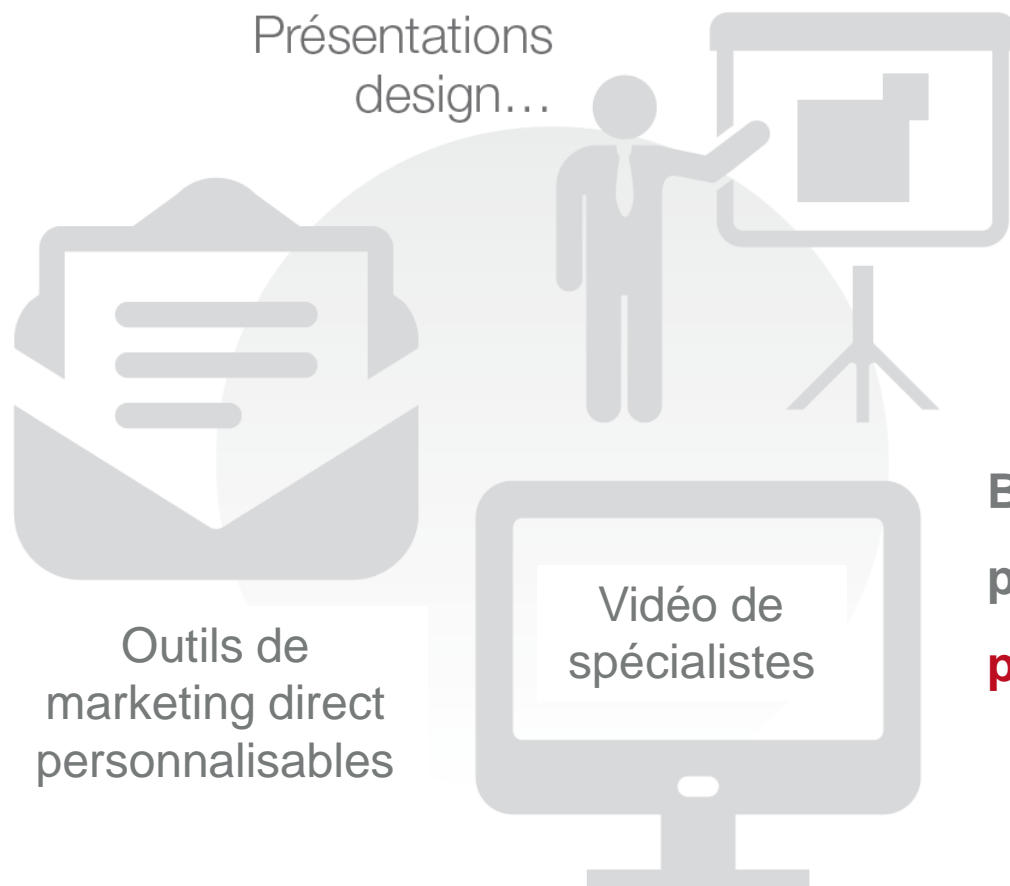 Présentations
design…
Outils de
marketing direct
personnalisables
Vidéo de
spécialistes